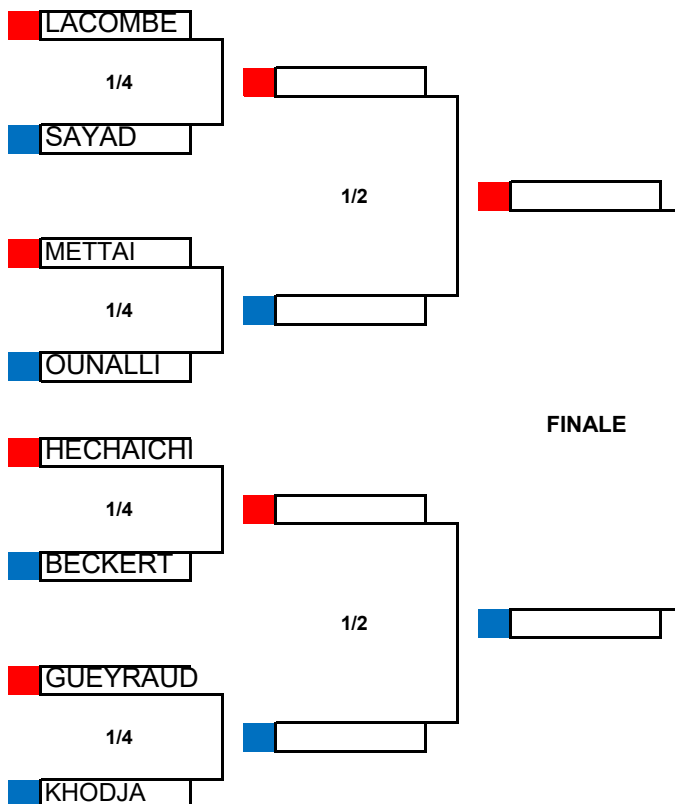 LACOMBE
1/4
SAYAD
1/2
METTAI
1/4
OUNALLI
FINALE
HECHAICHI
1/4
BECKERT
1/2
GUEYRAUD
1/4
KHODJA